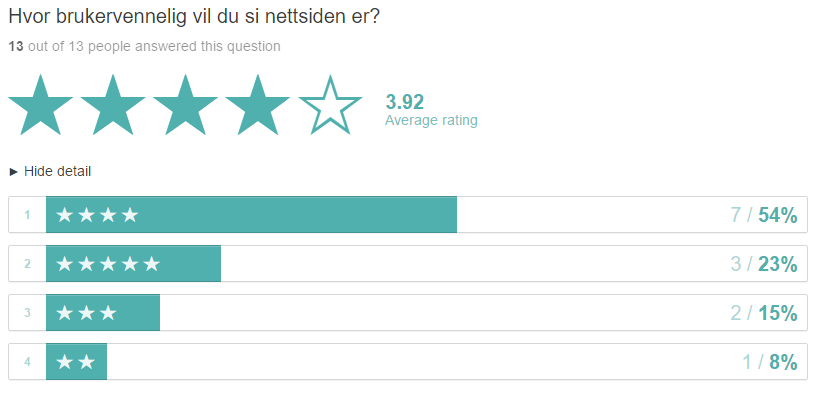 Hvor brukervennelig vil du si nettsiden er?
13 out of 13 people answered this question
3.92
Average rating
► Hide detail
1 ★★★★ 7 / 54%
2 ★★★★★ 3 / 23%
3 ★★★ 2 / 15%
4 ★★ 1 / 8%